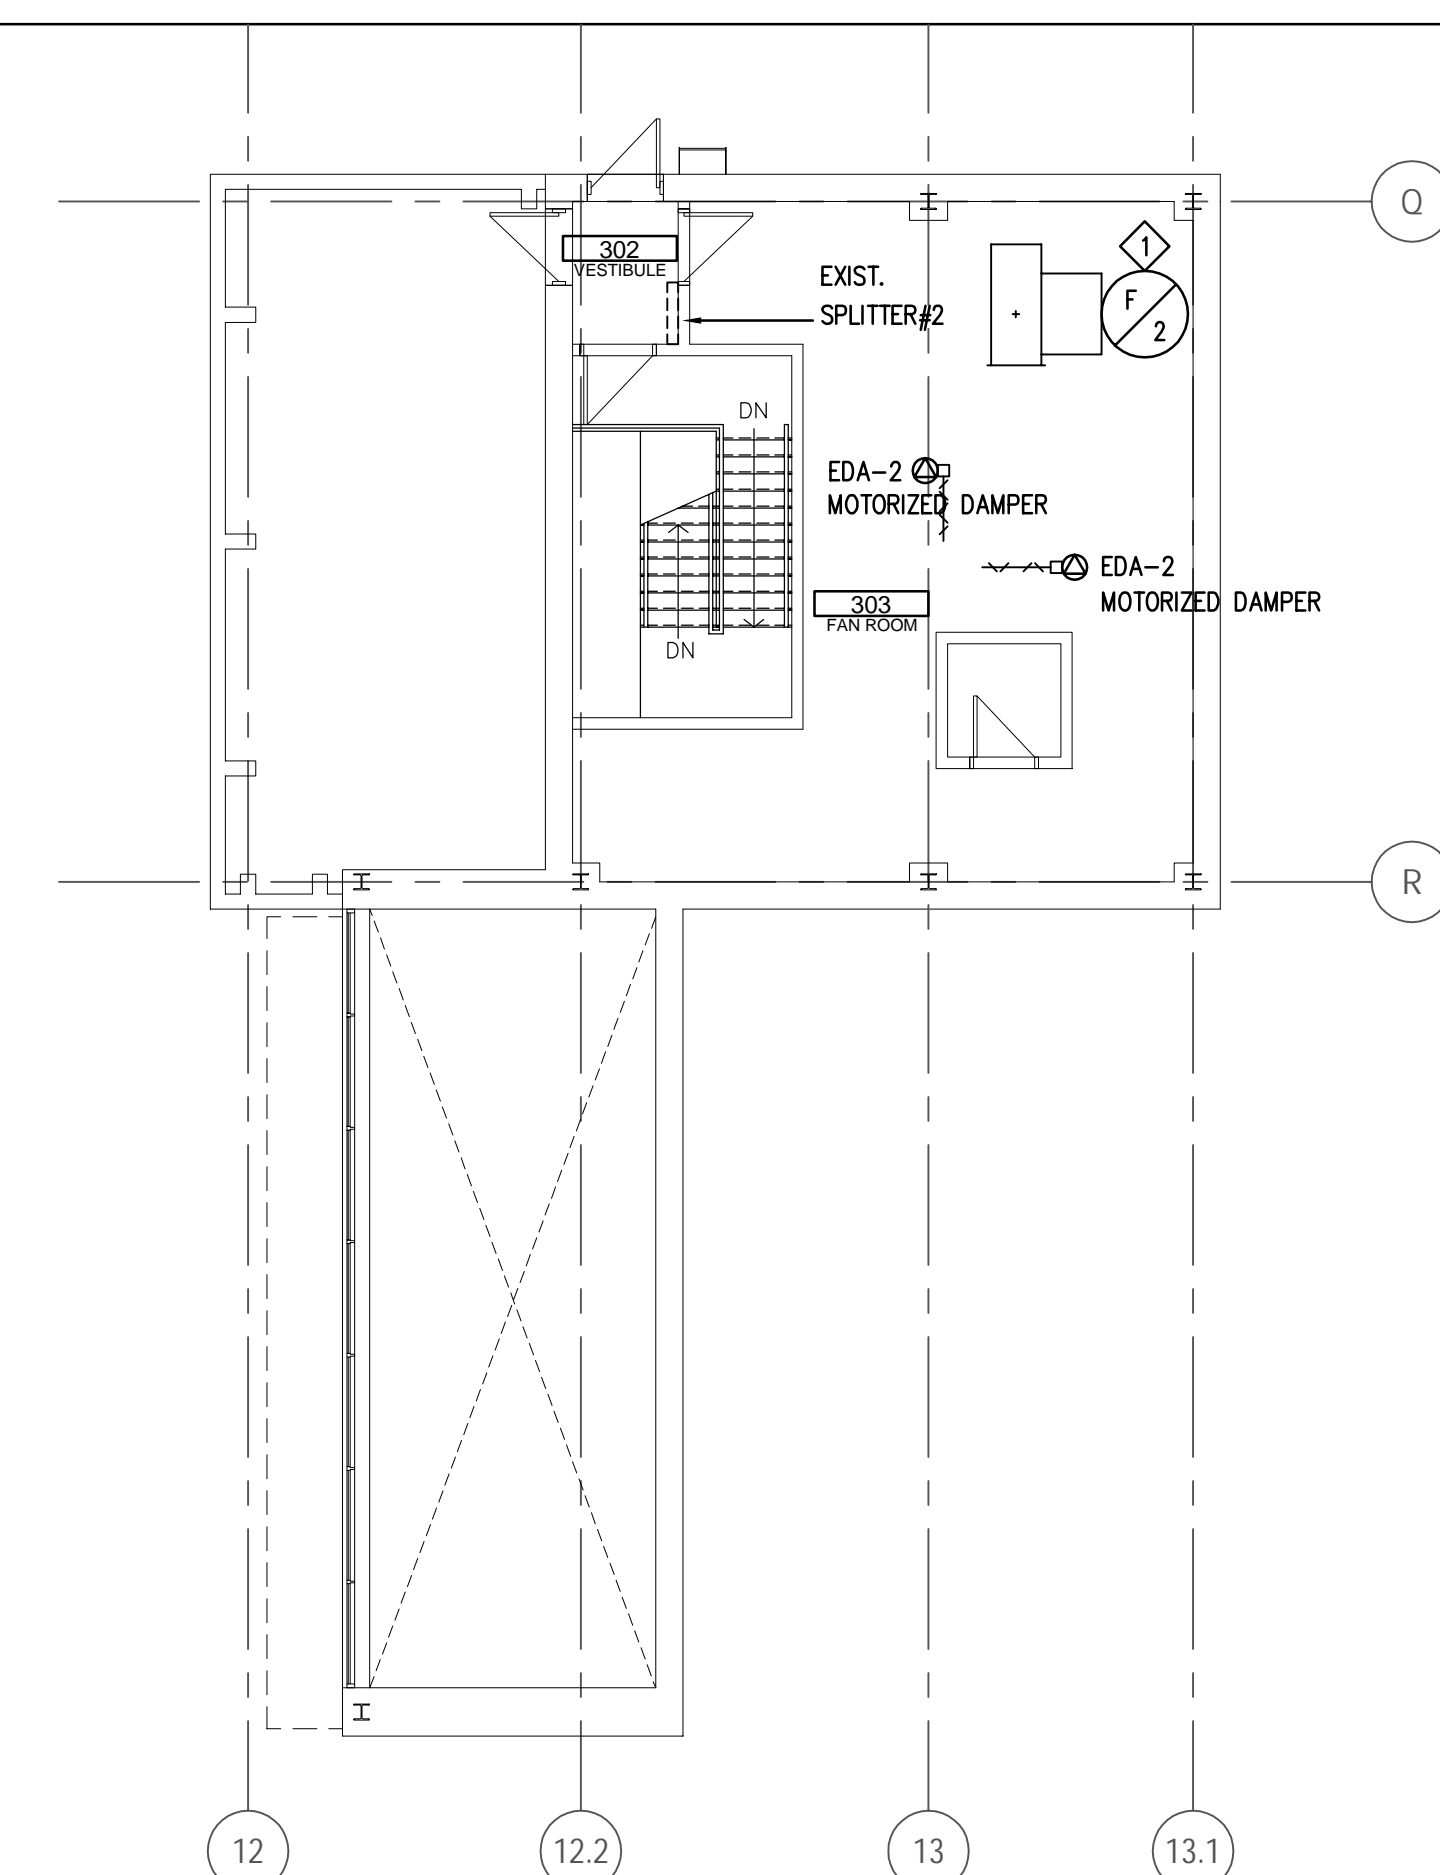 Q
302
VESTIBULE
EXIST.
SPLITTER#2
1
F
2
DN
EDA-2
MOTORIZED DAMPER
EDA-2
MOTORIZED DAMPER
303
FAN ROOM
DN
R
12
12.2
13
13.1